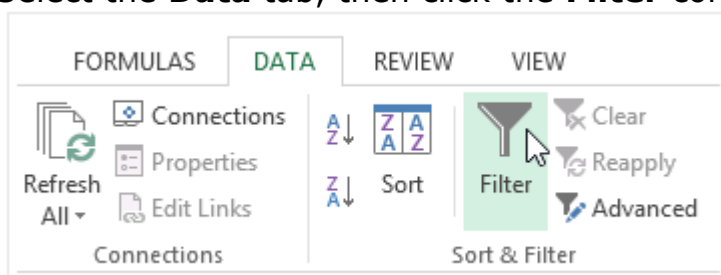 Select the Data tab, then click the Filter co
FORMULAS DATA REVIEW VIEW
Refresh All
Connections
Properties
Edit Links
Connections
A Z
Z A
Z A A Z
Sort
Filter
Clear
Reapply
Advanced
Sort & Filter